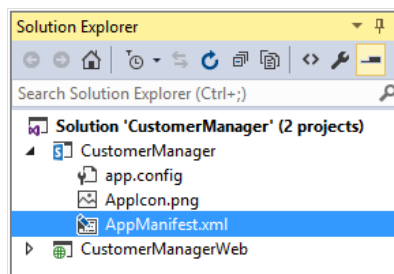 Solution Explorer
Search Solution Explorer (Ctrl+;)
Solution 'CustomerManager' (2 projects)
CustomerManager
app.config
AppIcon.png
AppManifest.xml
CustomerManagerWeb